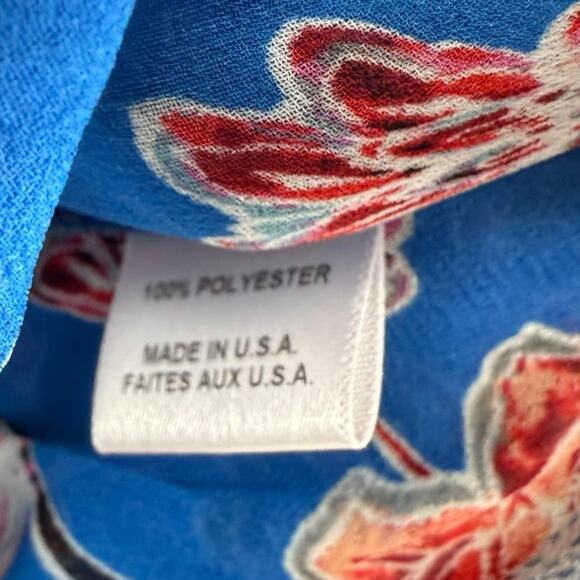 100% POLYESTER
MADE IN U.S.A.
FAITES AUX U.S.A.